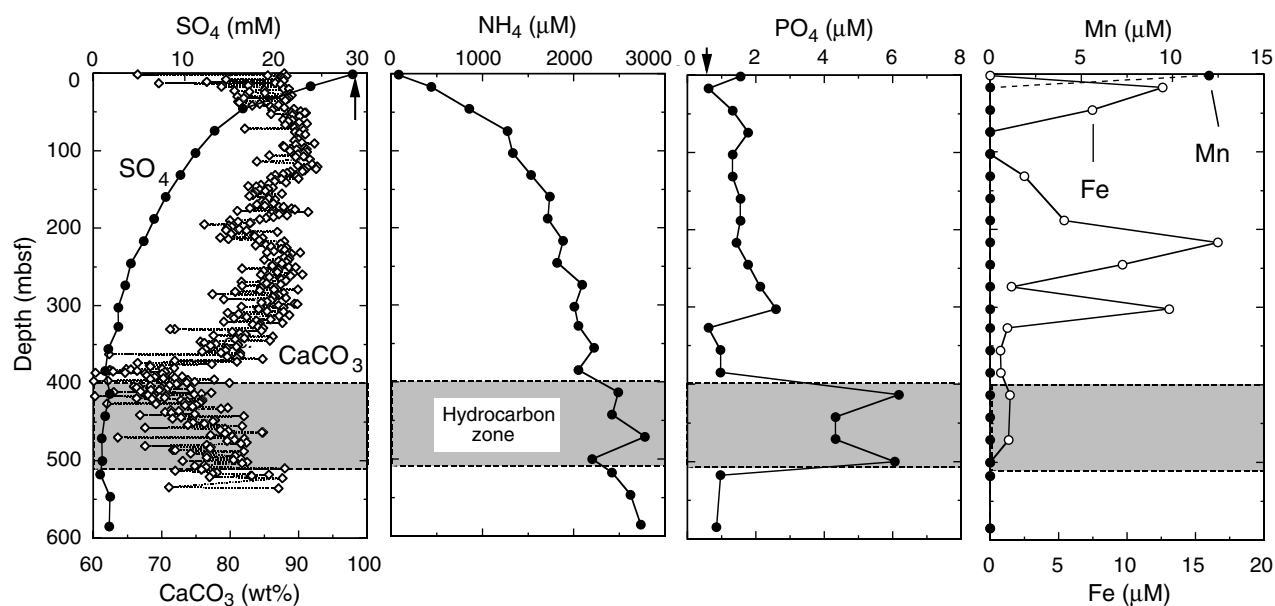 SO4 (mM)
0 10 20 30
NH4 (µM)
0 1000 2000 3000
PO4 (µM)
2 4 6 8
Mn (µM)
0 5 10 15
0
100
200
300
400
500
600
Depth (mbsf)
SO4
CaCO3
Hydrocarbon
zone
Fe
Mn
60 70 80 90 100
CaCO3 (wt%)
0 5 10 15 20
Fe (µM)